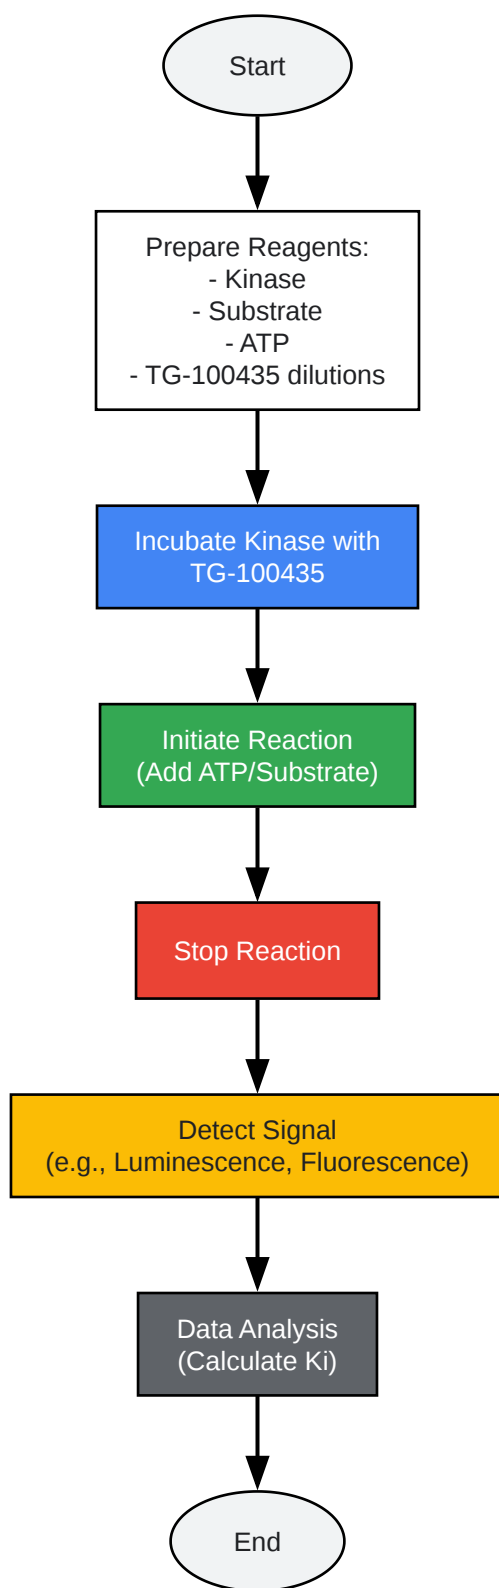 Start
Prepare Reagents:
- Kinase
- Substrate
- ATP
- TG-100435 dilutions
Incubate Kinase with
TG-100435
Initiate Reaction
(Add ATP/Substrate)
Stop Reaction
Detect Signal
(e.g., Luminescence, Fluorescence)
Data Analysis
(Calculate Ki)
End